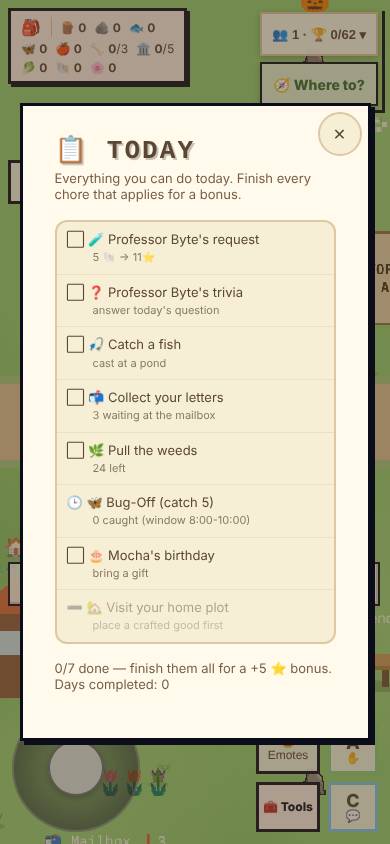 0 0 0
0 0 0/3 0/5
0 0 0
1 · 0/62 ▾
Where to?
TODAY
×
Everything you can do today. Finish every
chore that applies for a bonus.
Professor Byte's request
5 🐚 → 11⭐
Professor Byte's trivia
answer today's question
Catch a fish
cast at a pond
Collect your letters
3 waiting at the mailbox
Pull the weeds
24 left
Bug-Off (catch 5)
0 caught (window 8:00-10:00)
Mocha's birthday
bring a gift
Visit your home plot
place a crafted good first
0/7 done — finish them all for a +5 ⭐ bonus.
Days completed: 0
Emotes
Tools
C
Mailbox ❗3